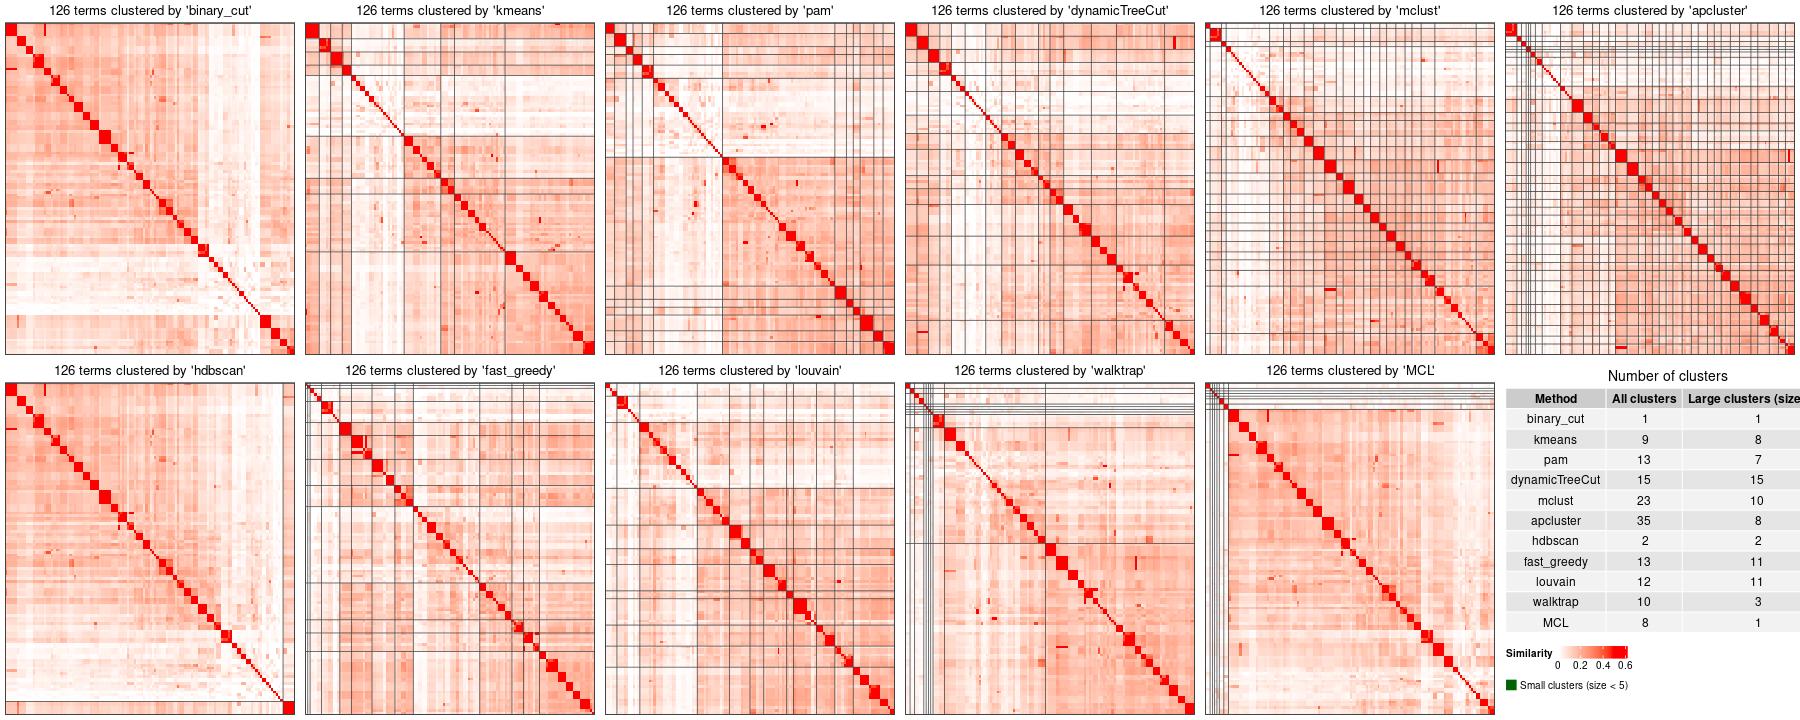 126 terms clustered by 'binary_cut'
126 terms clustered by 'kmeans'
126 terms clustered by 'pam'
126 terms clustered by 'dynamicTreeCut'
126 terms clustered by 'mclust'
126 terms clustered by 'apcluster'
126 terms clustered by 'hdbscan'
126 terms clustered by 'fast_greedy'
126 terms clustered by 'louvain'
126 terms clustered by 'walktrap'
126 terms clustered by 'MCL'
Number of clusters
Method All clusters Large clusters (size
binary_cut 1 1
kmeans 9 8
pam 13 7
dynamicTreeCut 15 15
mclust 23 10
apcluster 35 8
hdbscan 2 2
fast_greedy 13 11
louvain 12 11
walktrap 10 3
MCL 8 1
Similarity
0 0.2 0.4 0.6
Small clusters (size < 5)